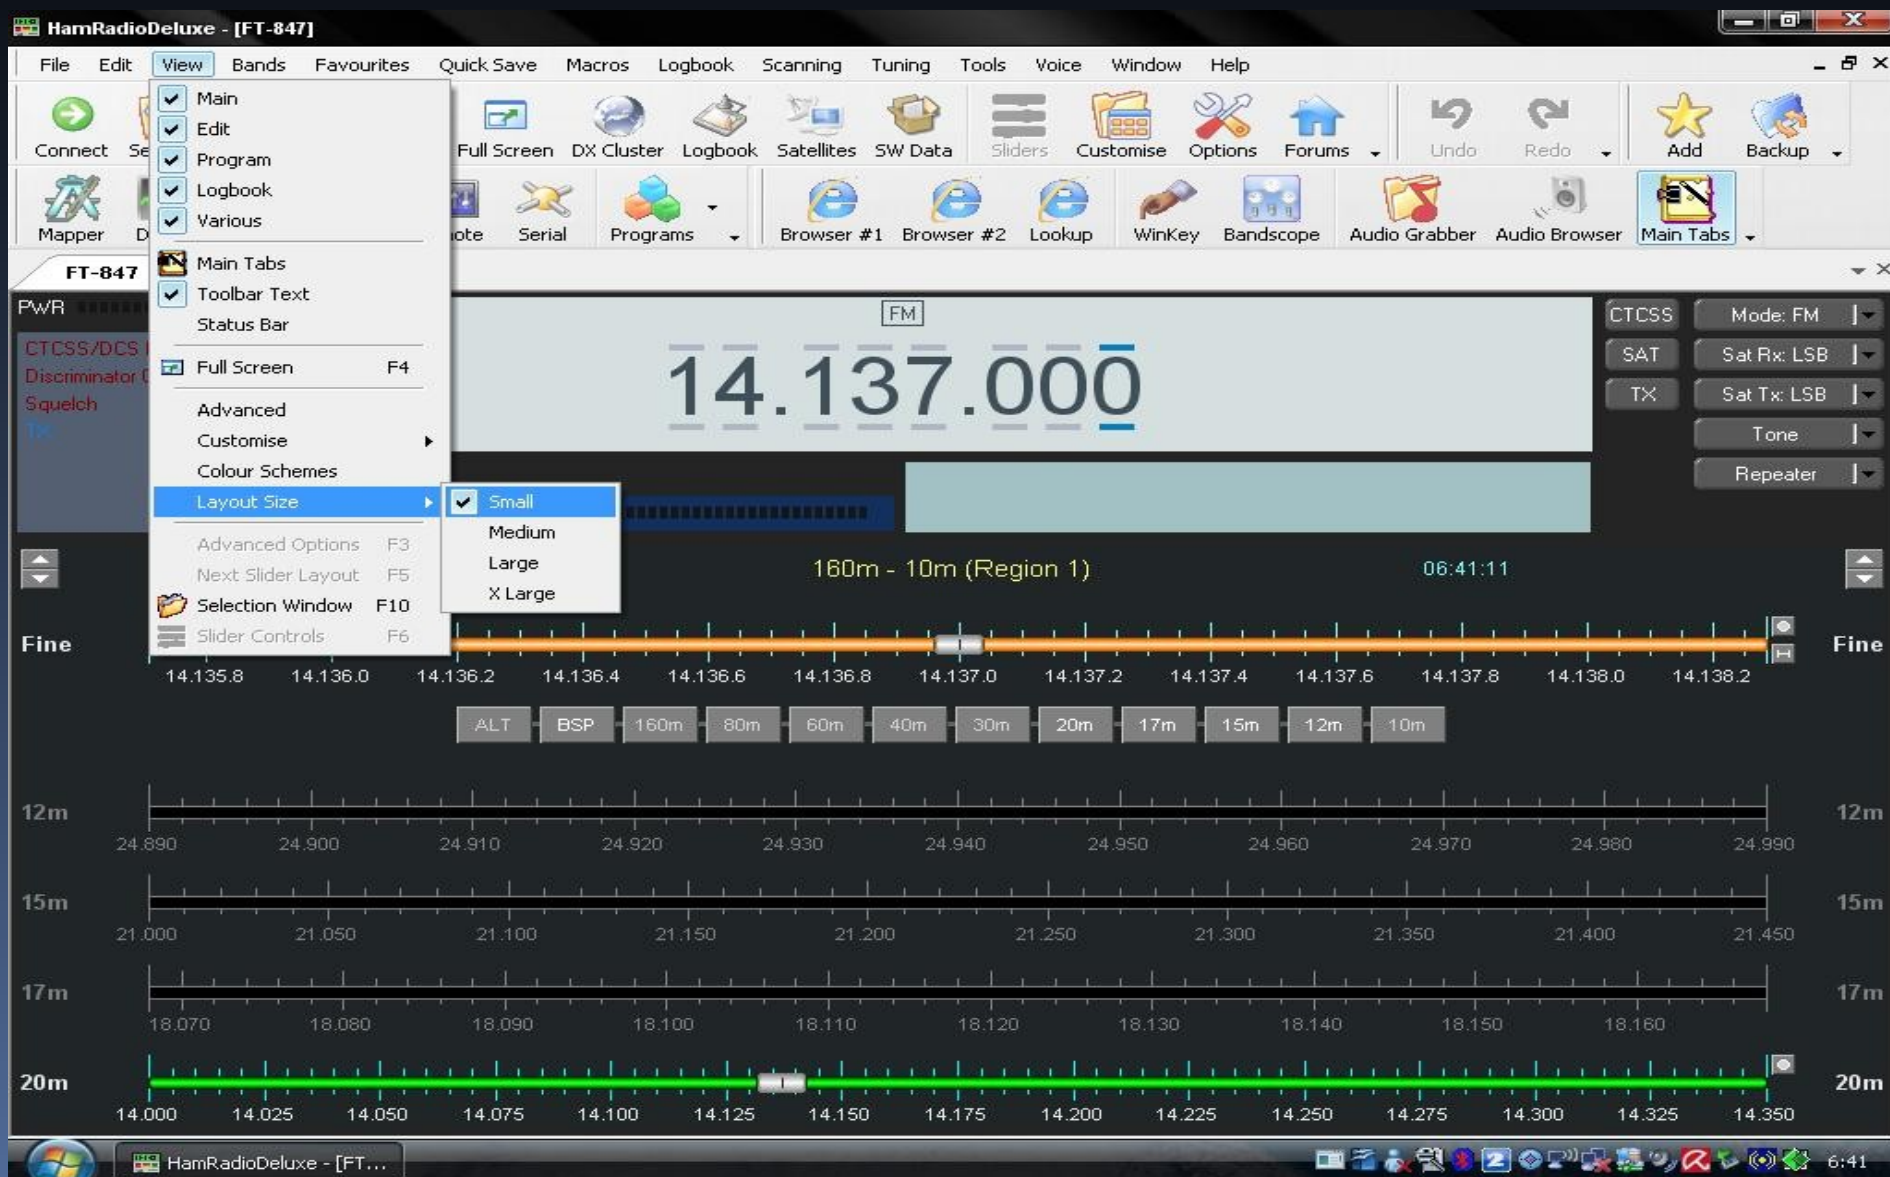 HamRadioDeluxe - [FT-847]
File Edit View Bands Favourites Quick Save Macros Logbook Scanning Tuning Tools Voice Window Help
Connect Full Screen DX Cluster Logbook Satellites SW Data Sliders Customise Options Forums Undo Redo Add Backup
Mapper Serial Programs Browser #1 Browser #2 Lookup WinKey Bandscope Audio Grabber Audio Browser Main Tabs
FT-847
Main
Edit
Program
Logbook
Various
Main Tabs
Toolbar Text
Status Bar
Full Screen F4
Advanced
Customise
Colour Schemes
Layout Size
Advanced Options F3
Next Slider Layout F5
Selection Window F10
Slider Controls F6
Small
Medium
Large
X Large
PWR
CTCSS/DCS
Discriminator
Squelch
TX
FM
14.137.000
CTCSS Mode: FM
SAT Sat Rx: LSB
TX Sat Tx: LSB
Tone
Repeater
160m - 10m (Region 1) 06:41:11
Fine Fine
14.135.8 14.136.0 14.136.2 14.136.4 14.136.6 14.136.8 14.137.0 14.137.2 14.137.4 14.137.6 14.137.8 14.138.0 14.138.2
ALT BSP 160m 80m 60m 40m 30m 20m 17m 15m 12m 10m
12m 12m
24.890 24.900 24.910 24.920 24.930 24.940 24.950 24.960 24.970 24.980 24.990
15m 15m
21.000 21.050 21.100 21.150 21.200 21.250 21.300 21.350 21.400 21.450
17m 17m
18.070 18.080 18.090 18.100 18.110 18.120 18.130 18.140 18.150 18.160
20m 20m
14.000 14.025 14.050 14.075 14.100 14.125 14.150 14.175 14.200 14.225 14.250 14.275 14.300 14.325 14.350
HamRadioDeluxe - [FT... 6:41